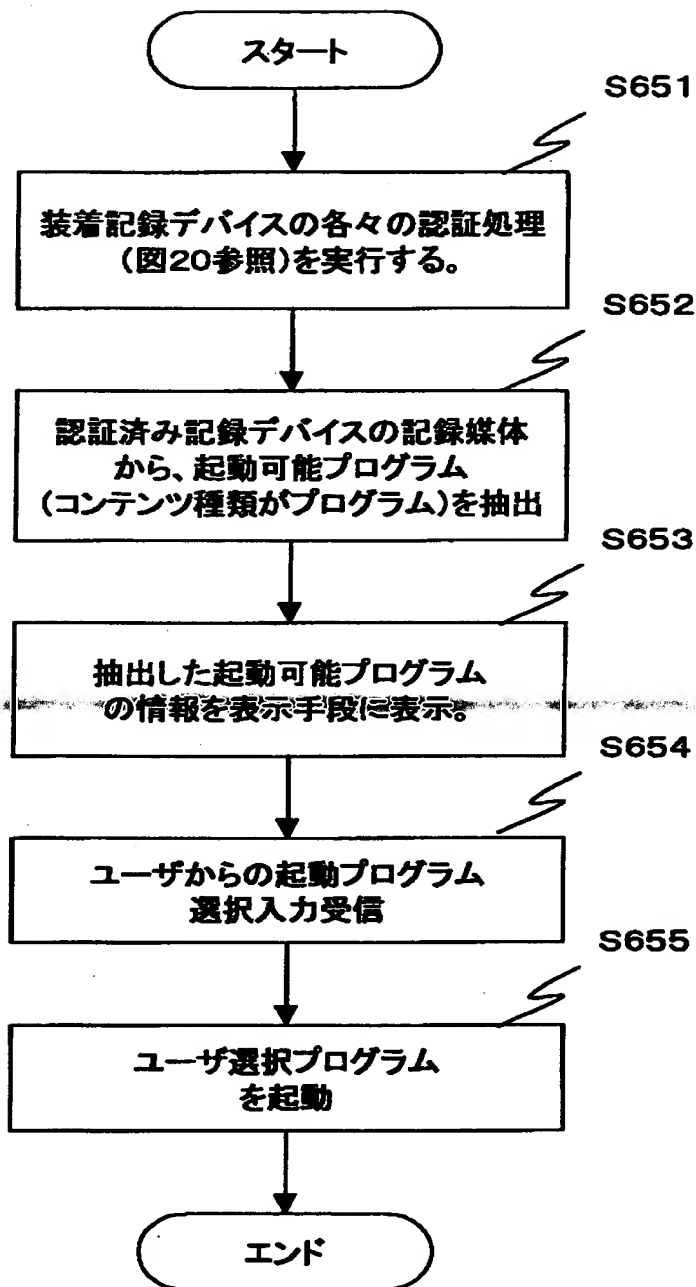 スタート
S651
装着記録デバイスの各々の認証処理
(図20参照)を実行する。
S652
認証済み記録デバイスの記録媒体
から、起動可能プログラム
(コンテンツ種類がプログラム)を抽出
S653
抽出した起動可能プログラム
の情報を表示手段に表示。
S654
ユーザからの起動プログラム
選択入力受信
S655
ユーザ選択プログラム
を起動
エンド